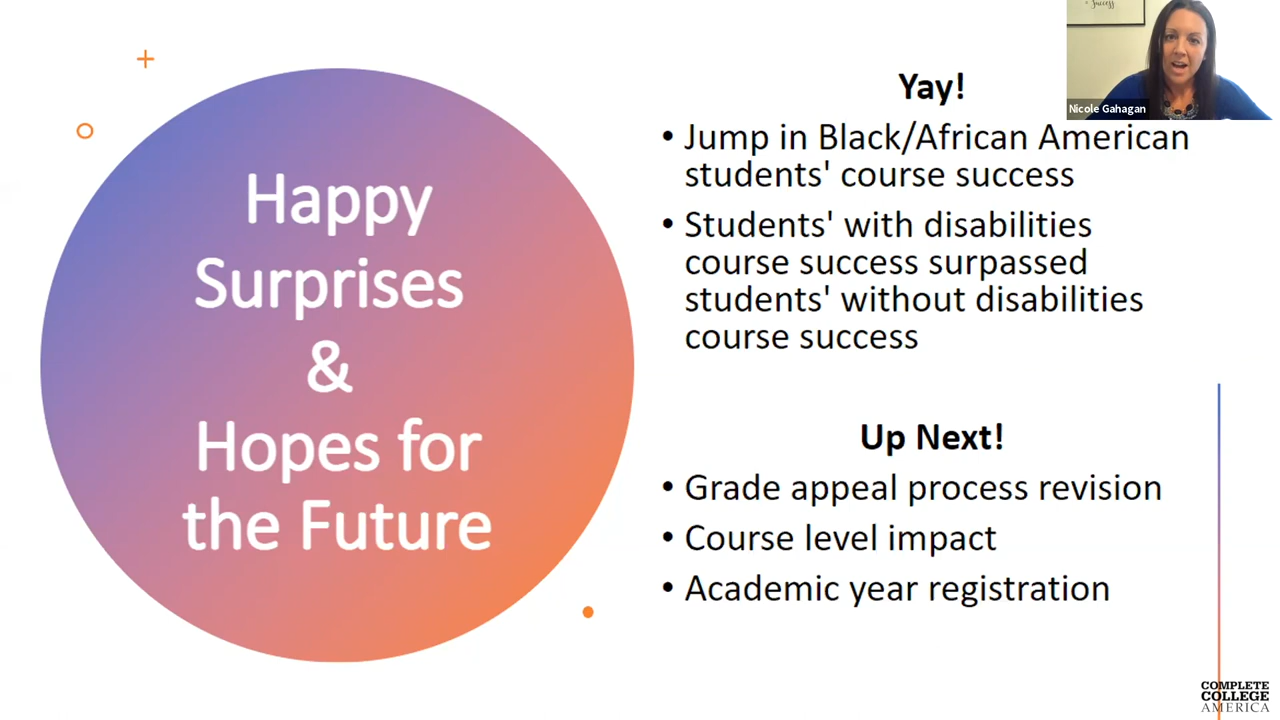 Happy
Surprises
&
Hopes for
the Future
Yay!
• Jump in Black/African American
students' course success
• Students' with disabilities
course success surpassed
students' without disabilities
course success
Up Next!
• Grade appeal process revision
• Course level impact
• Academic year registration
Success
Nicole Gahagan
COMPLETE
COLLEGE
AMERICA